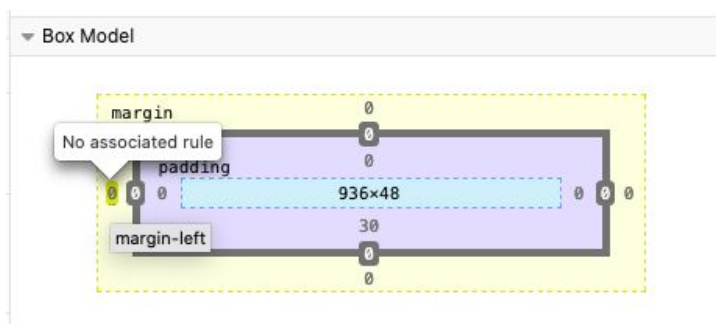 Box Model
margin 0
0
No associated rule
padding 0
0 0 0 936×48 0 0 0
30
margin-left
0
0